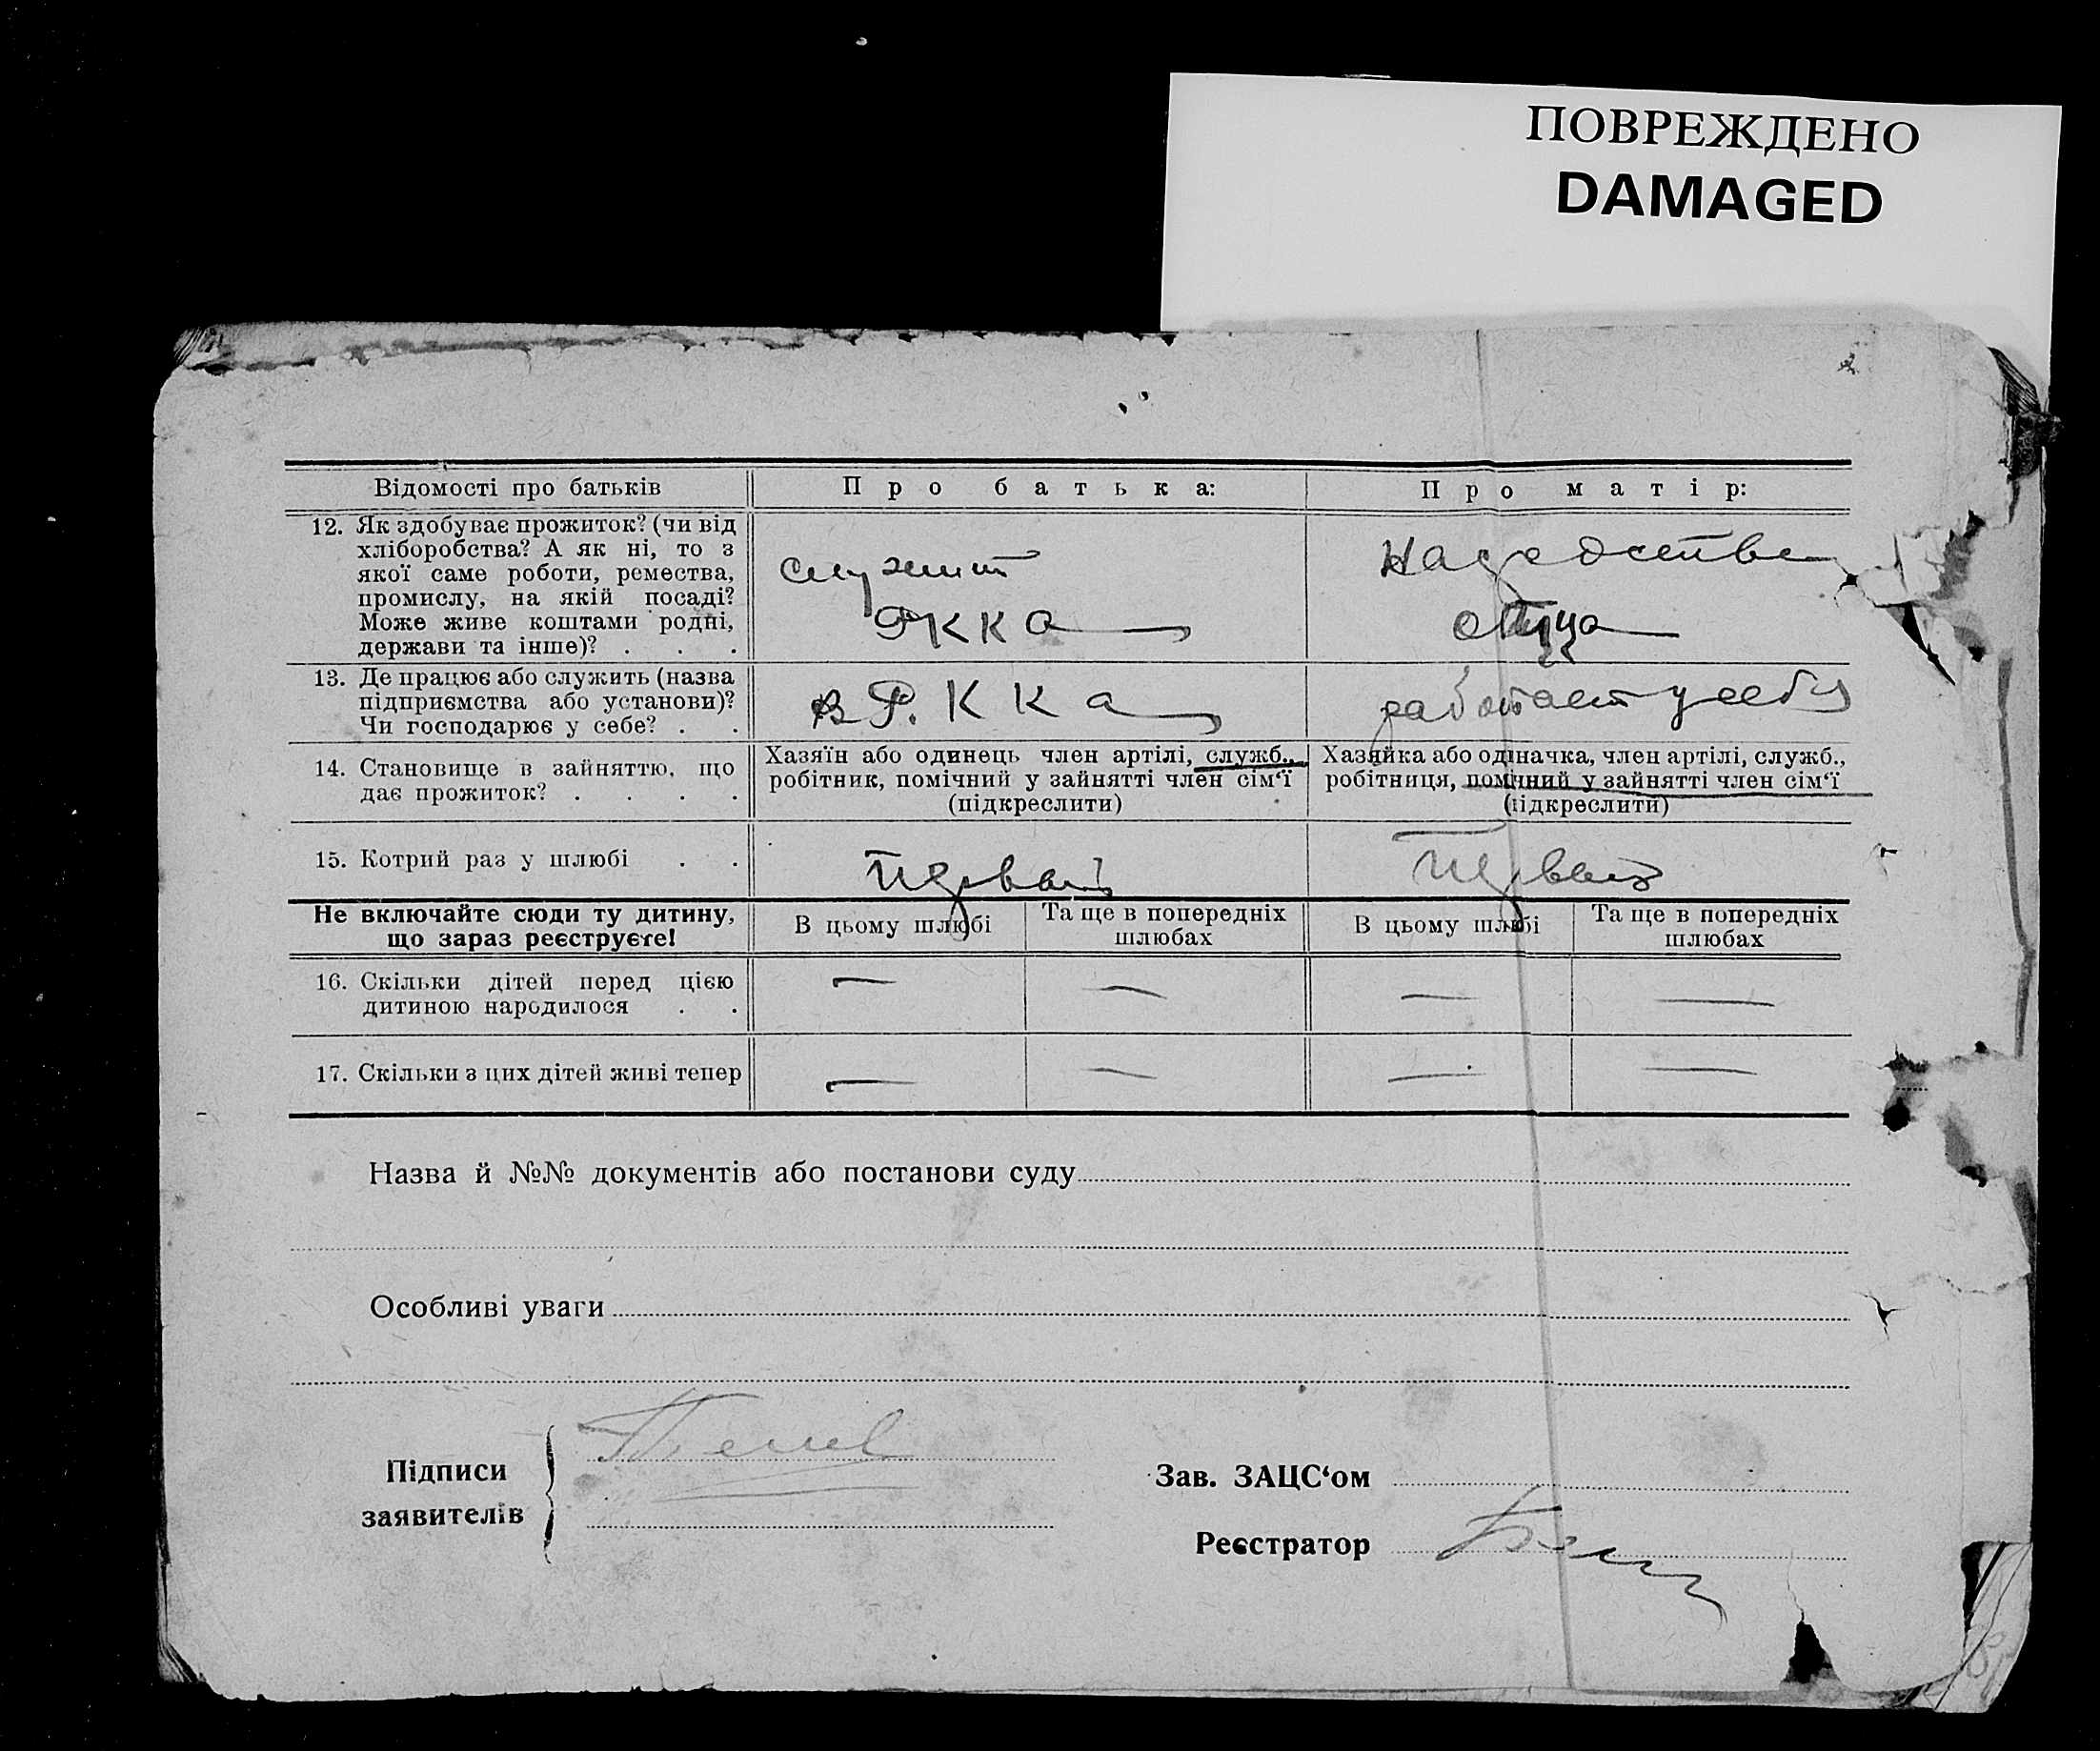 ПОВРЕЖДЕНО
DAMAGED
Відомості про батьків
Про батька:
Про матір:
12. Як здобуває прожиток? (чи від
хліборобства? А як ні, то з
якої саме роботи, ремества,
промислу, на якій посаді?
Може живе коштами родні,
держави та інше)? . . .
служит
РККа
На средстве
отца
13. Де працює або служить (назва
підприємства або установи)?
Чи господарює у себе? . .
в Р. К К а
работает у себя
14. Становище в зайняттю, що
дає прожиток? . . . .
Хазяїн або одинець член артілі, служб.,
робітник, помічний у зайнятті член сім‘ї
(підкреслити)
Хазяйка або одіначка, член артілі, служб.,
робітниця, помічний у зайнятті член сім‘ї
(підкреслити)
15. Котрий раз у шлюбі . .
Первый
Первый
Не включайте сюди ту дитину,
що зараз реєструєте!
В цьому шлюбі
Та ще в попередніх
шлюбах
В цьому шлюбі
Та ще в попередніх
шлюбах
16. Скільки дітей перед цією
дитиною народилося . .
— — — —
17. Скільки з цих дітей живі тепер
— — — —
Назва й №№ документів або постанови суду
Особливі уваги
Підписи
заявителів
Зав. ЗАЦС‘ом
Реєстратор